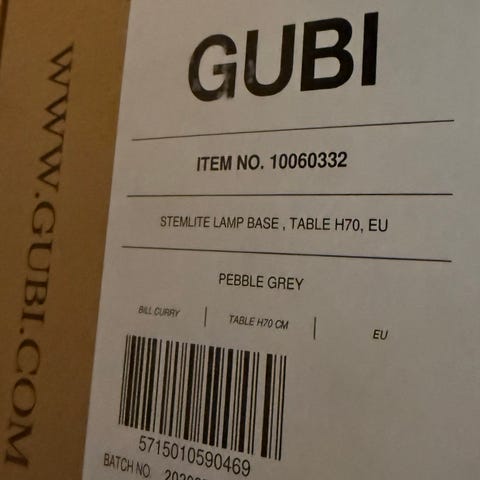 GUBI
ITEM NO. 10060332
STEMLITE LAMP BASE , TABLE H70, EU
PEBBLE GREY
BILL CURRY | TABLE H70 CM | EU
5715010590469
BATCH NO.
WWW.GUBI.COM